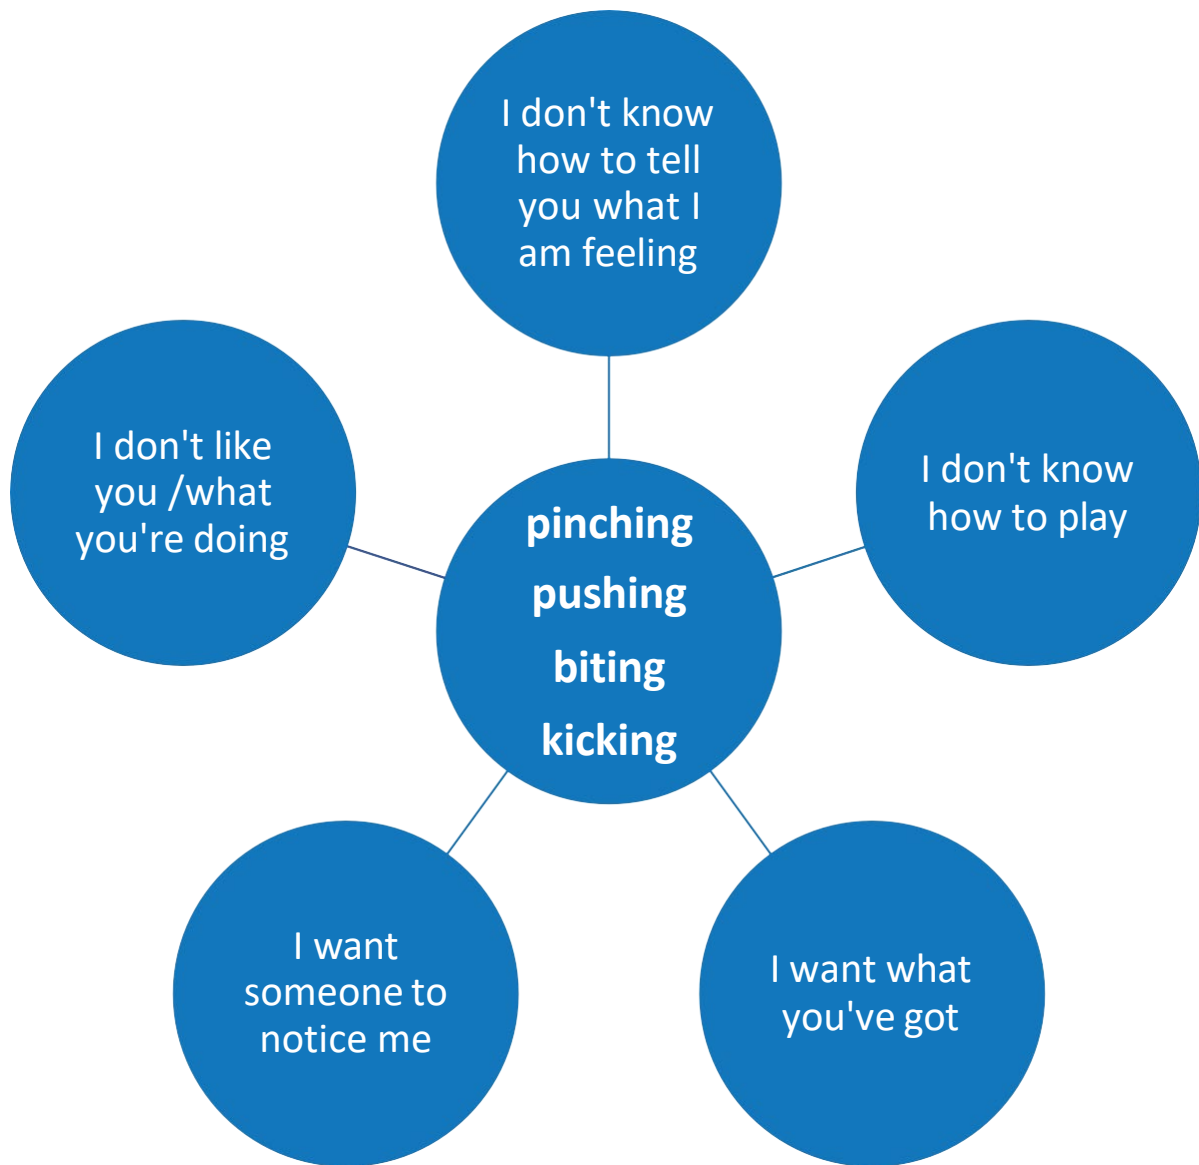 I don't know
how to tell
you what I
am feeling
I don't like
you /what
you're doing
I don't know
how to play
pinching
pushing
biting
kicking
I want
someone to
notice me
I want what
you've got